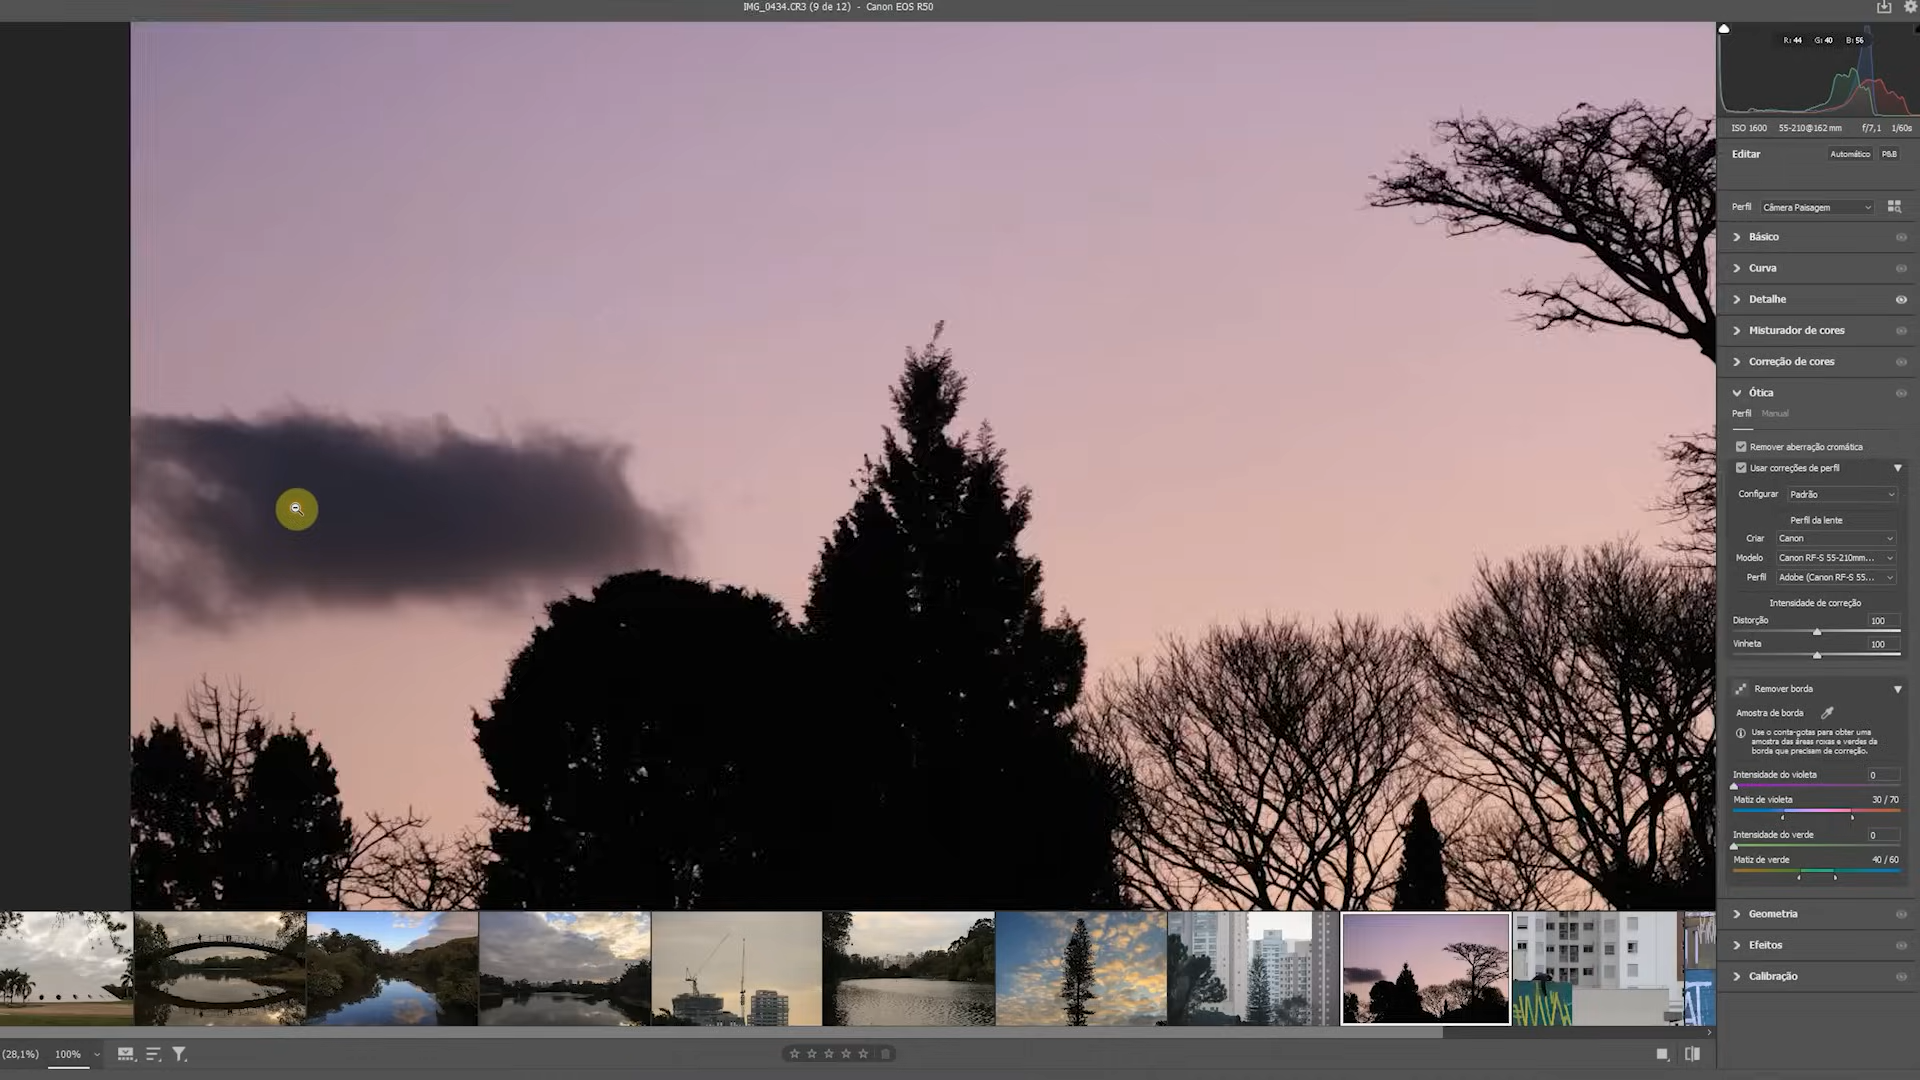 IMG_0434.CR3 (9 de 12) - Canon EOS R50
R: 44 G: 40 B: 56
ISO 1600 55-210@162 mm f/7,1 1/60s
Editar Automático P&B
Perfil Câmera Paisagem
Básico
Curva
Detalhe
Misturador de cores
Correção de cores
Ótica
Perfil Manual
Remover aberração cromática
Usar correções de perfil
Configurar Padrão
Perfil da lente
Criar Canon
Modelo Canon RF-S 55-210mm...
Perfil Adobe (Canon RF-S 55...
Intensidade de correção
Distorção 100
Vinheta 100
Remover borda
Amostra de borda
Use o conta-gotas para obter uma
amostra das áreas roxas e verdes da
borda que precisam de correção.
Intensidade do violeta 0
Matiz de violeta 30 / 70
Intensidade do verde 0
Matiz de verde 40 / 60
Geometria
Efeitos
Calibração
(28,1%) 100%